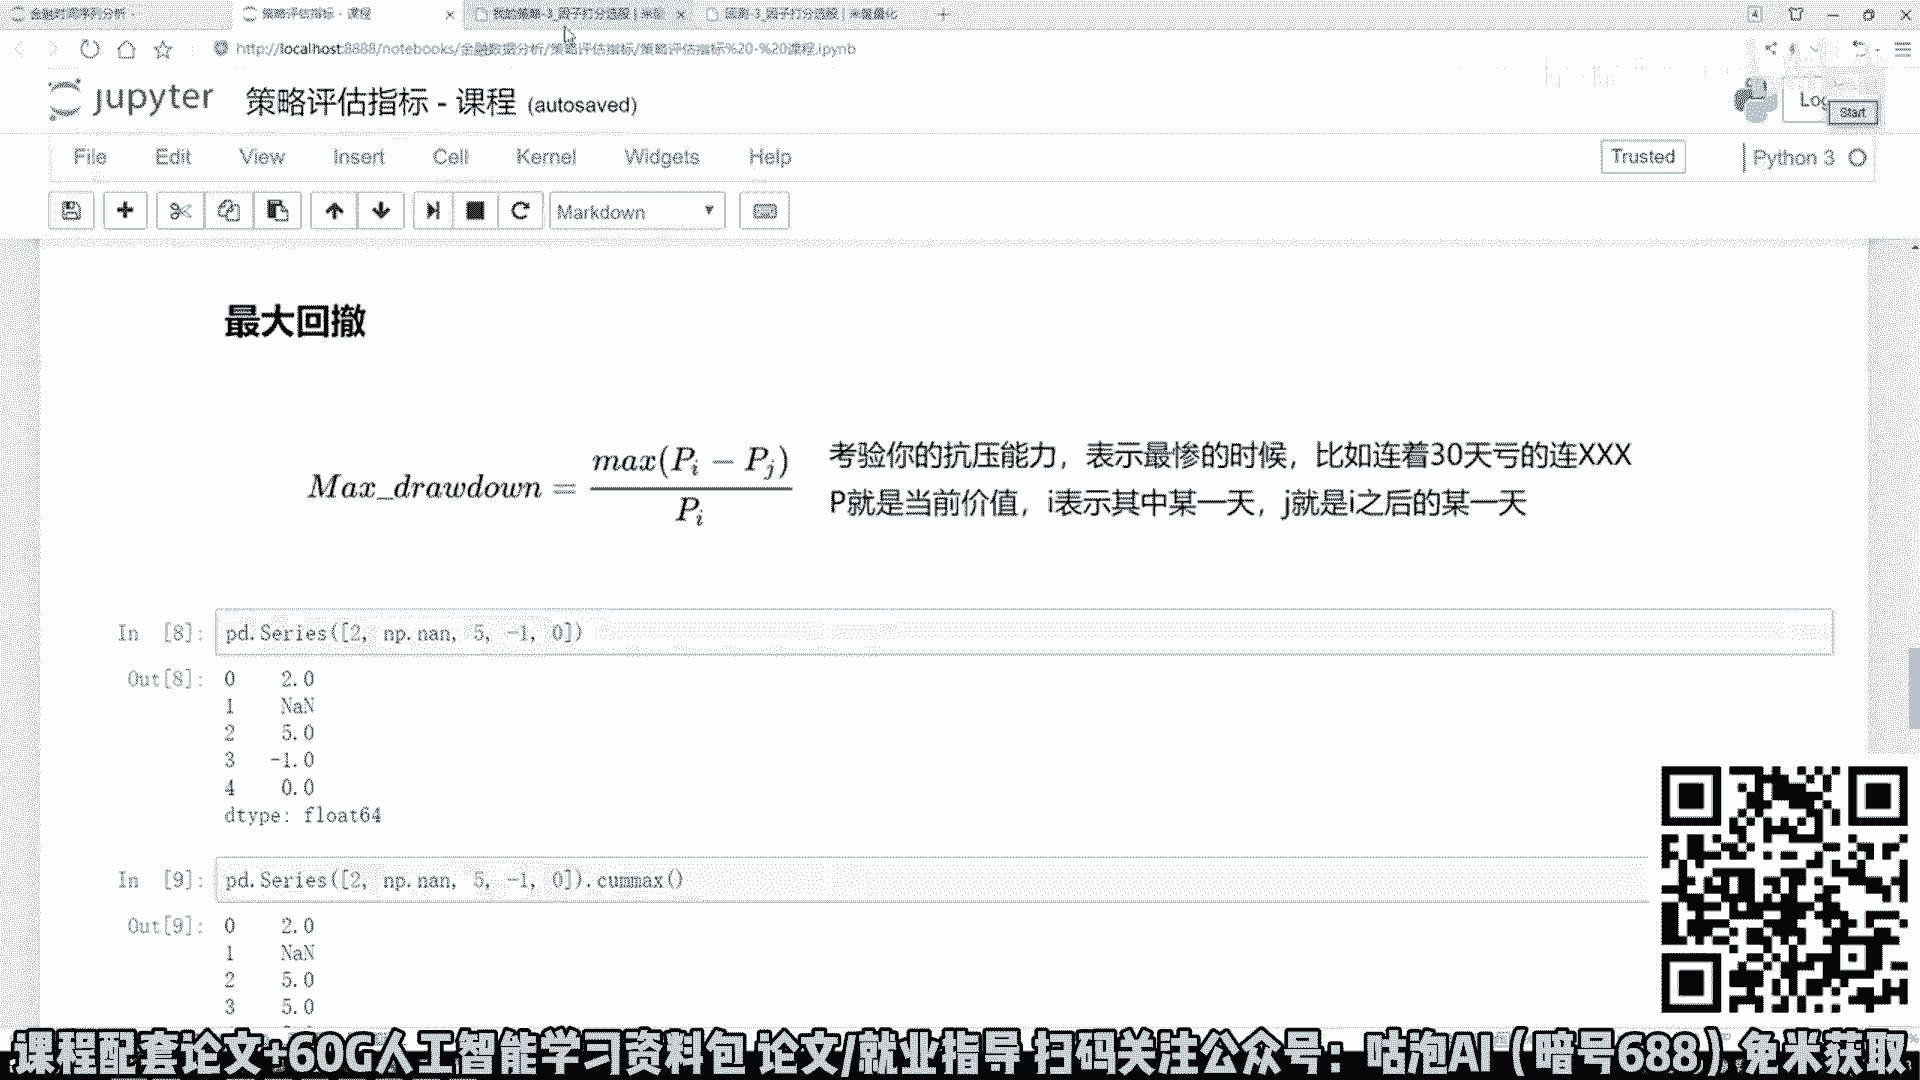 金融时间序列分析 -
策略评估指标 - 课程
我的策略-3_因子打分选股 | 米筐
回测-3_因子打分选股 | 米筐量化
4
http://localhost:8888/notebooks/金融数据分析/策略评估指标/策略评估指标%20-%20课程.ipynb
jupyter 策略评估指标 - 课程 (autosaved)
Start
File Edit View Insert Cell Kernel Widgets Help
Trusted
Python 3
Markdown
最大回撤
Max_drawdown = max(P_i − P_j) / P_i
考验你的抗压能力，表示最惨的时候，比如连着30天亏的连XXX
P就是当前价值，i表示其中某一天，j就是i之后的某一天
In [8]: pd.Series([2, np.nan, 5, -1, 0])
Out[8]: 0 2.0
1 NaN
2 5.0
3 -1.0
4 0.0
dtype: float64
In [9]: pd.Series([2, np.nan, 5, -1, 0]).cummax()
Out[9]: 0 2.0
1 NaN
2 5.0
3 5.0
课程配套论文+60G人工智能学习资料包 论文/就业指导 扫码关注公众号：咕泡AI（暗号688）免米获取